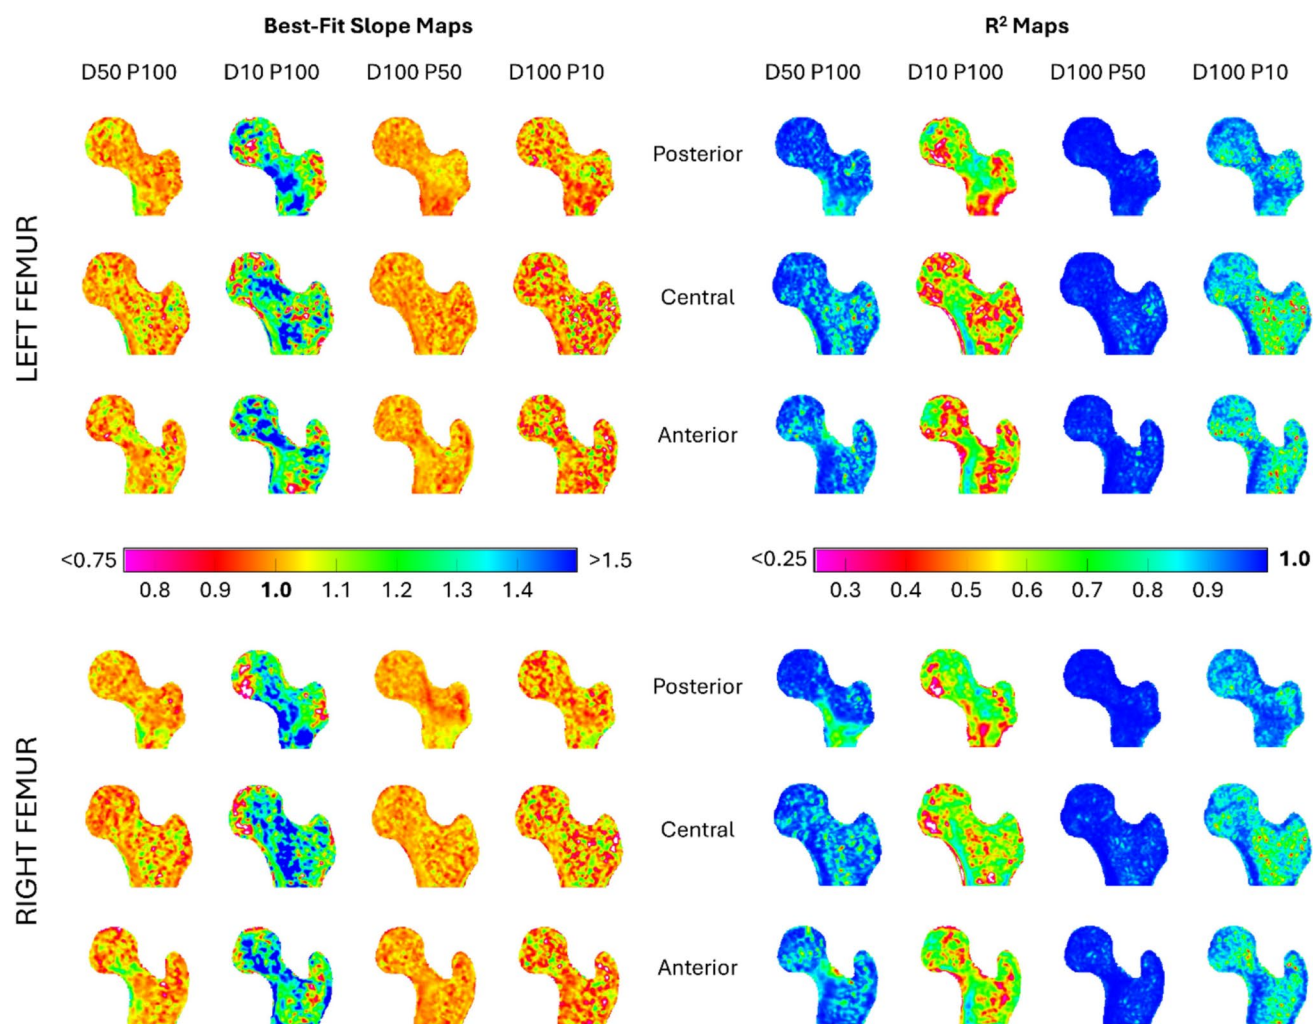 Best-Fit Slope Maps
R² Maps
D50 P100 D10 P100 D100 P50 D100 P10
D50 P100 D10 P100 D100 P50 D100 P10
LEFT FEMUR
Posterior
Central
Anterior
<0.75 >1.5
0.8 0.9 1.0 1.1 1.2 1.3 1.4
<0.25 1.0
0.3 0.4 0.5 0.6 0.7 0.8 0.9
RIGHT FEMUR
Posterior
Central
Anterior